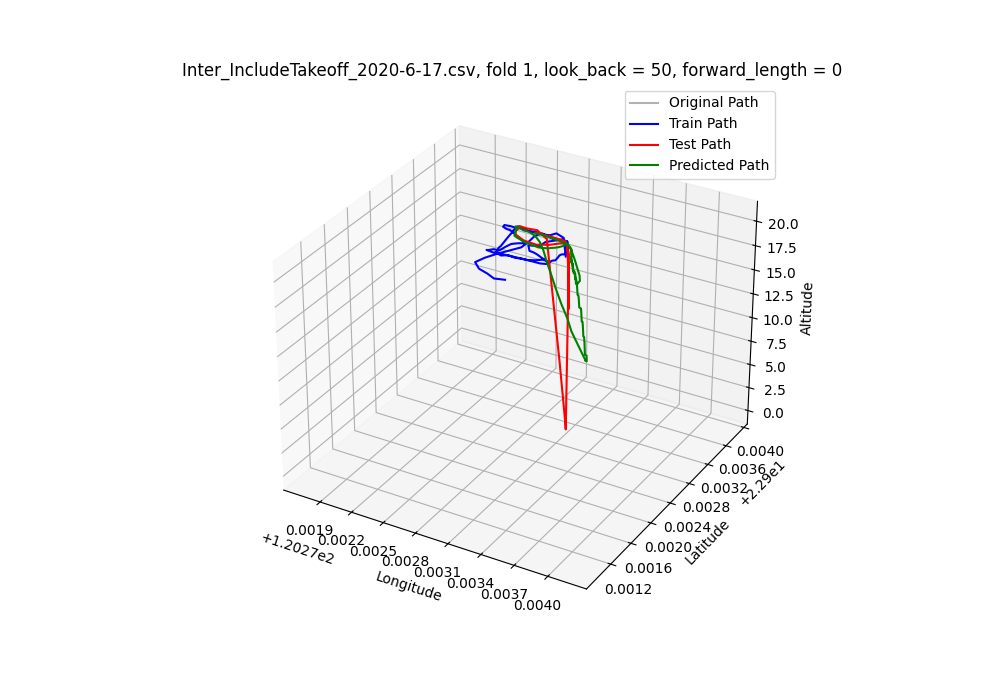 Inter_IncludeTakeoff_2020-6-17.csv, fold 1, look_back = 50, forward_length = 0
Original Path
Train Path
Test Path
Predicted Path
20.0
17.5
15.0
12.5
10.0
7.5
5.0
2.5
0.0
Altitude
0.0040
0.0036
0.0032
0.0028
0.0024
0.0020
0.0016
0.0012
+2.29e1
Latitude
0.0019
0.0022
0.0025
0.0028
0.0031
0.0034
0.0037
0.0040
+1.2027e2
Longitude